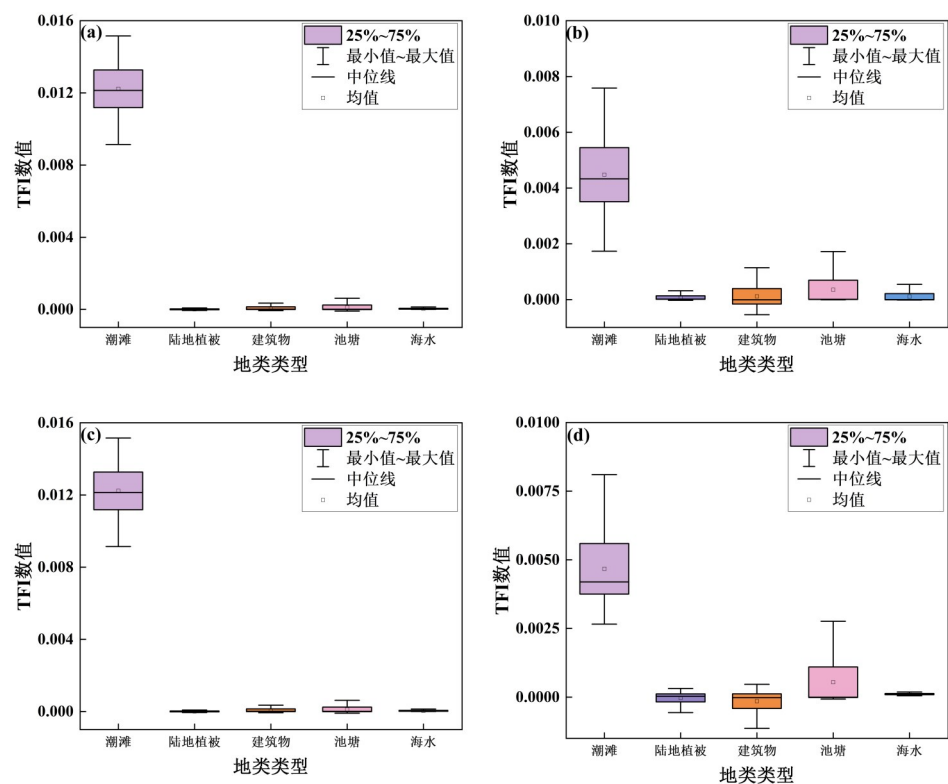 (a)
25%~75%
最小值~最大值
中位线
均值
0.016
0.012
0.008
0.004
0.000
TFI数值
潮滩 陆地植被 建筑物 池塘 海水
地类类型
(b)
25%~75%
最小值~最大值
中位线
均值
0.010
0.008
0.006
0.004
0.002
0.000
TFI数值
潮滩 陆地植被 建筑物 池塘 海水
地类类型
(c)
25%~75%
最小值~最大值
中位线
均值
0.016
0.012
0.008
0.004
0.000
TFI数值
潮滩 陆地植被 建筑物 池塘 海水
地类类型
(d)
25%~75%
最小值~最大值
中位线
均值
0.0100
0.0075
0.0050
0.0025
0.0000
TFI数值
潮滩 陆地植被 建筑物 池塘 海水
地类类型